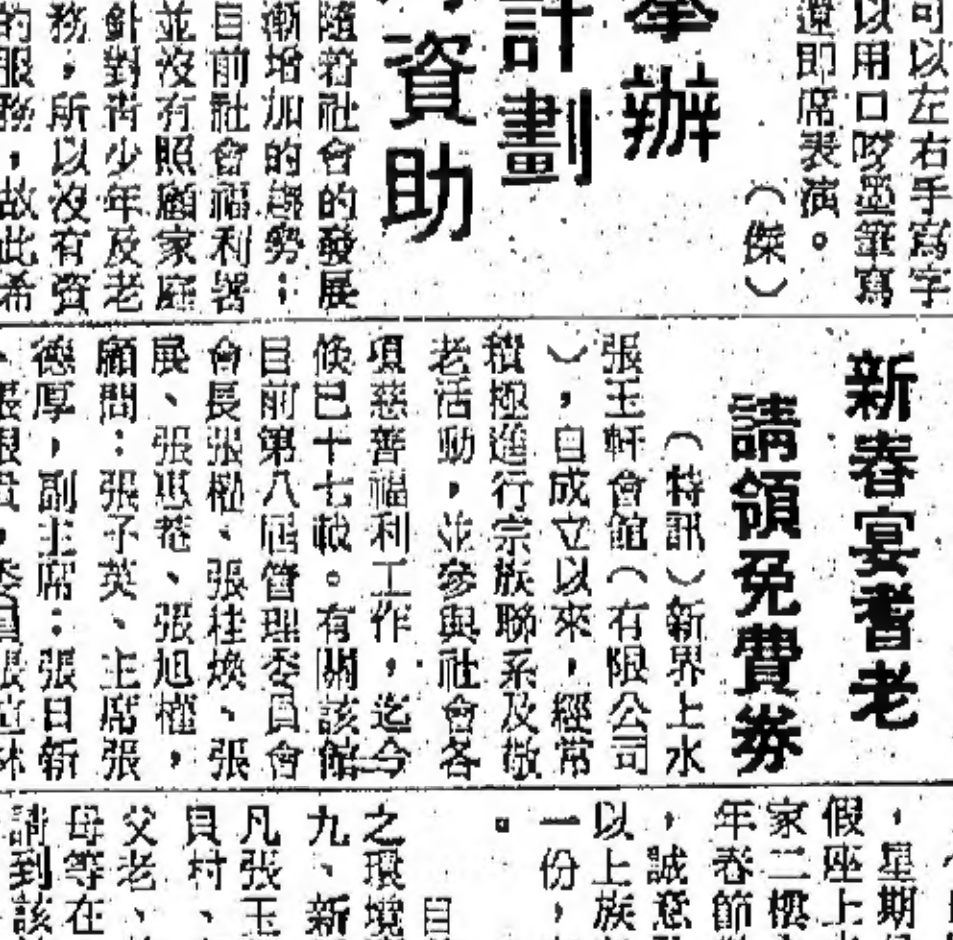 可以左右手寫字
以用口咬墨筆寫
還即席表演。
（傑）
舉辦
計劃
資助
隨着社會的發展
漸增加的趨勢；
目前社會福利署
並沒有照顧家庭
針對青少年及老
務，所以沒有資
的服務，故此希
新春宴耆老
請領免費券
（特訊）新界上水
張玉軒會館（有限公司
），自成立以來，經常
積極進行宗族聯系及敬
老活動，並參與社會各
項慈善福利工作，迄今
倏已十七載。有關該館
目前第八屆管理委員會
會長張樾、張桂煥、張
展、張惠菴、張旭權，
顧問：張子英、主席張
德厚，副主席：張日新
，星期
假座上
家二樓
年春節
，誠意
以上族
一份，
。
目
之環境
九、新
凡張玉
員村、
父老、
母等在
請到該